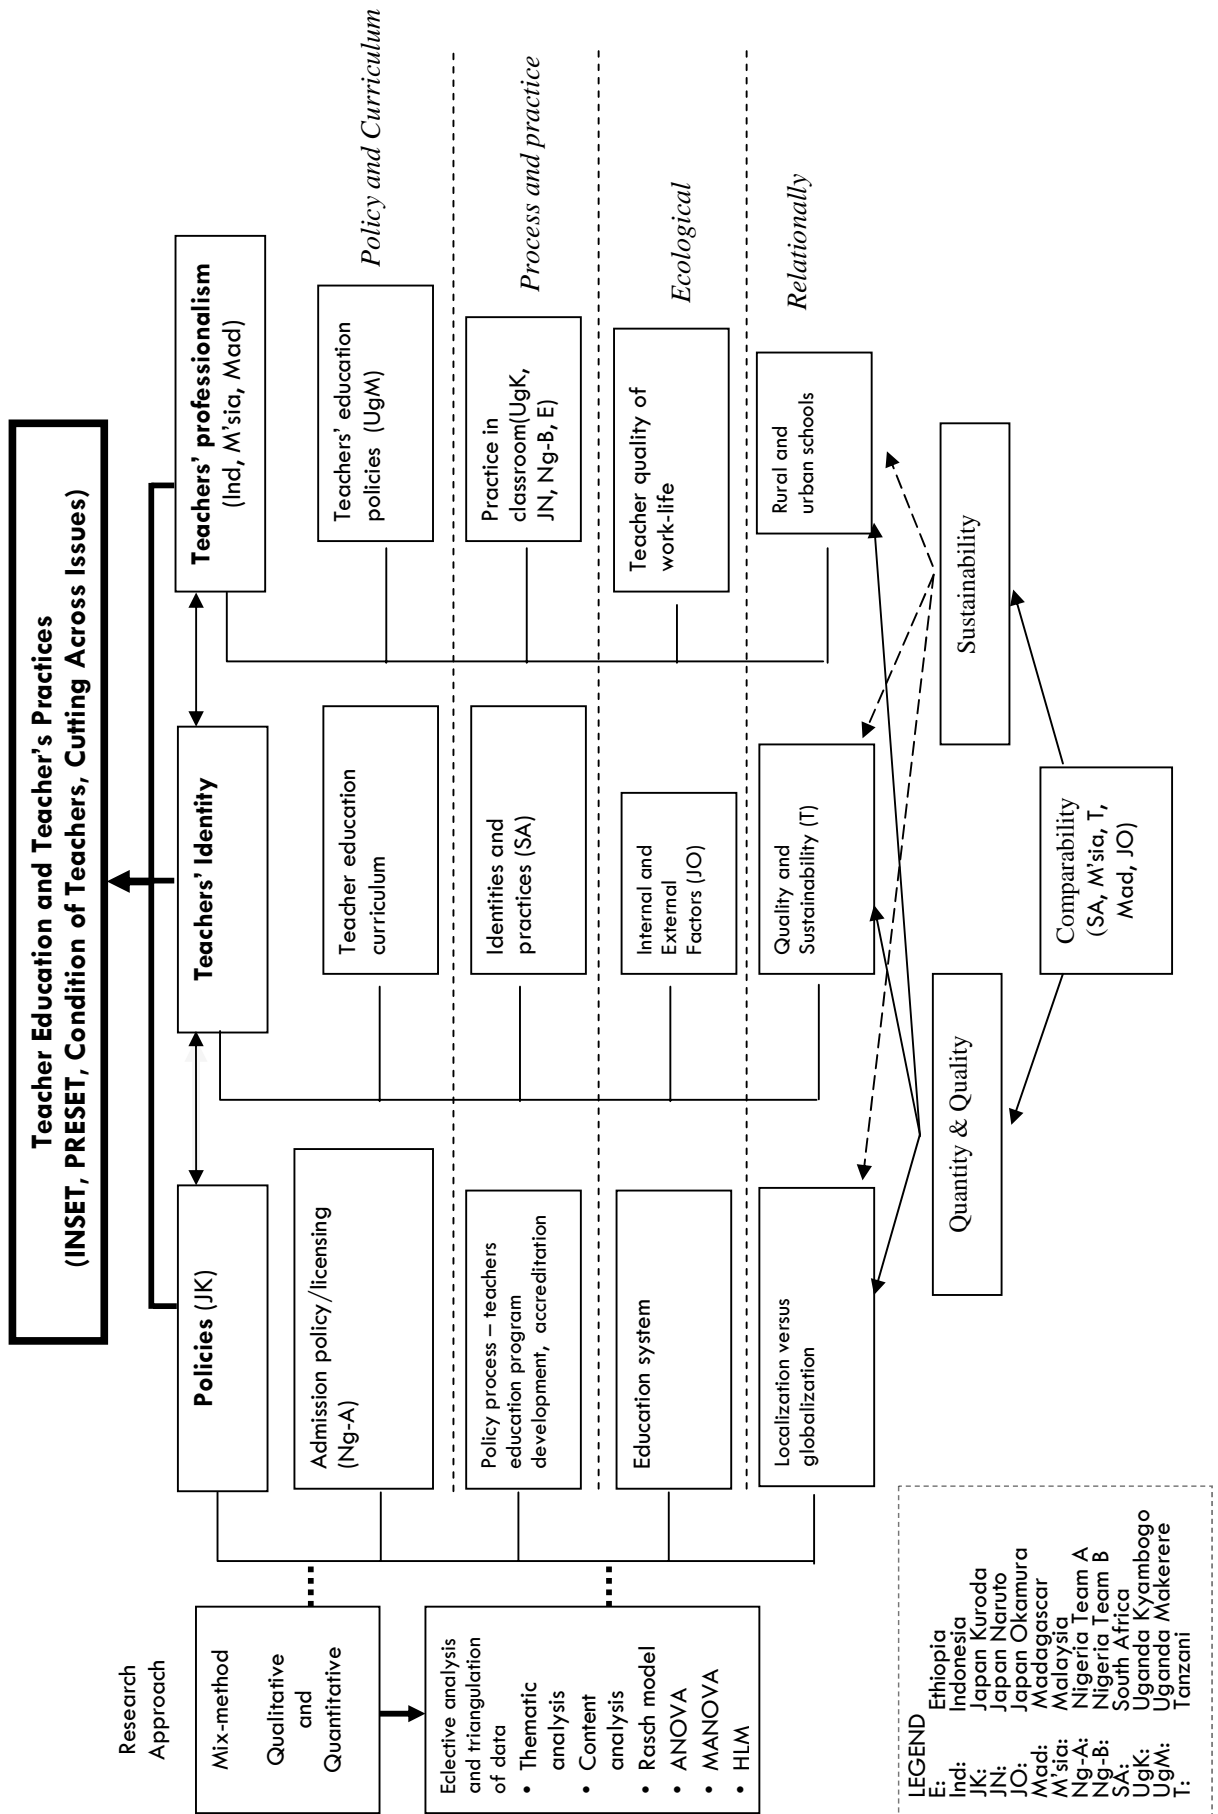 Teacher Education and Teacher's Practices
(INSET, PRESET, Condition of Teachers, Cutting Across Issues)
Research
Approach
Mix-method
Qualitative
and
Quantitative
Eclective analysis
and triangulation
of data
• Thematic
analysis
• Content
analysis
• Rasch model
• ANOVA
• MANOVA
• HLM
Policies (JK)
Teachers' Identity
Teachers' professionalism
(Ind, M'sia, Mad)
Admission policy/licensing
(Ng-A)
Teacher education
curriculum
Teachers' education
policies (UgM)
Policy and Curriculum
Policy process – teachers
education program
development, accreditation
Identities and
practices (SA)
Practice in
classroom(UgK,
JN, Ng-B, E)
Process and practice
Education system
Internal and
External
Factors (JO)
Teacher quality of
work-life
Ecological
Localization versus
globalization
Quality and
Sustainability (T)
Rural and
urban schools
Relationally
Quantity & Quality
Sustainability
Comparability
(SA, M'sia, T,
Mad, JO)
LEGEND
E: Ethiopia
Ind: Indonesia
JK: Japan Kuroda
JN: Japan Naruto
JO: Japan Okamura
Mad: Madagascar
M'sia: Malaysia
Ng-A: Nigeria Team A
Ng-B: Nigeria Team B
SA: South Africa
UgK: Uganda Kyambogo
UgM: Uganda Makerere
T: Tanzani